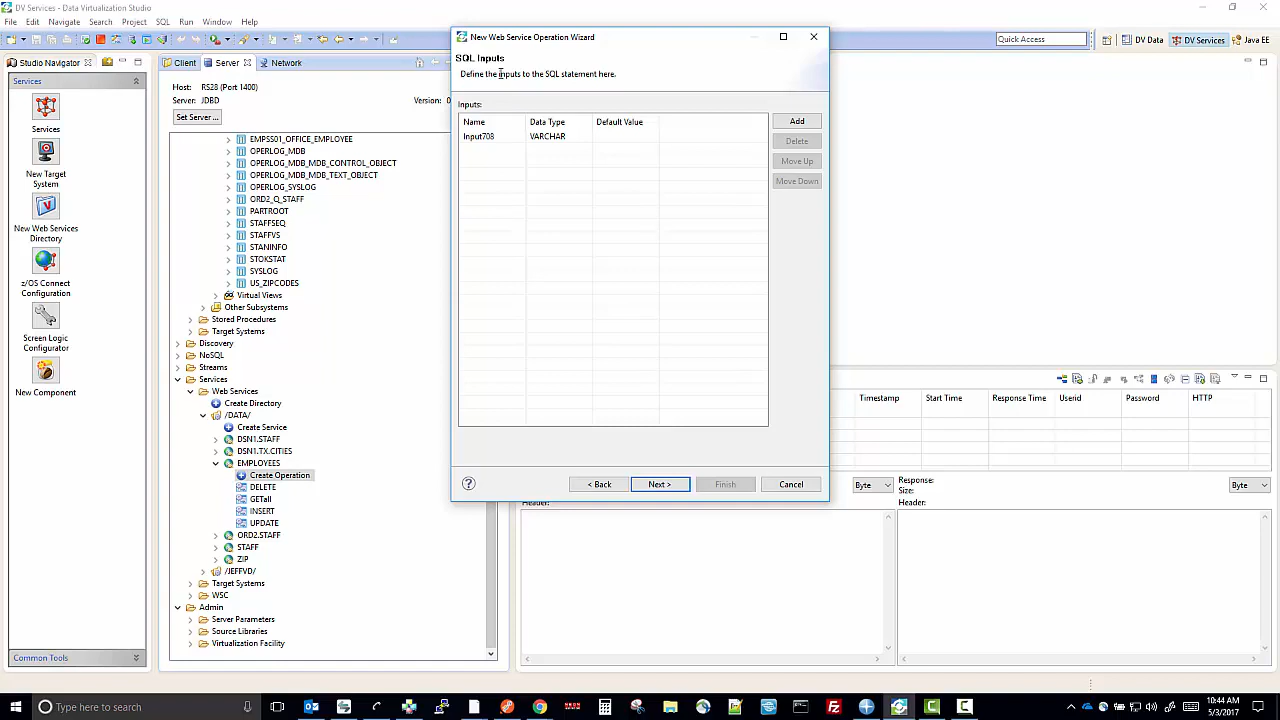 DV Services - Data Virtualization Studio
File Edit Navigate Search Project SQL Run Window Help
Quick Access
DV Data
DV Services
Java EE
Studio Navigator
Services
Services
New Target
System
New Web Services
Directory
z/OS Connect
Configuration
Screen Logic
Configurator
New Component
Common Tools
Client
Server
Network
Host: RS28 (Port 1400)
Server: JDBD Version: 0
Set Server ...
EMPSS01_OFFICE_EMPLOYEE
OPERLOG_MDB
OPERLOG_MDB_MDB_CONTROL_OBJECT
OPERLOG_MDB_MDB_TEXT_OBJECT
OPERLOG_SYSLOG
ORD2_Q_STAFF
PARTROOT
STAFFSEQ
STAFFVS
STANINFO
STOKSTAT
SYSLOG
US_ZIPCODES
Virtual Views
Other Subsystems
Stored Procedures
Target Systems
Discovery
NoSQL
Streams
Services
Web Services
Create Directory
/DATA/
Create Service
DSN1.STAFF
DSN1.TX.CITIES
EMPLOYEES
Create Operation
DELETE
GETall
INSERT
UPDATE
ORD2.STAFF
STAFF
ZIP
/JEFFVD/
Target Systems
WSC
Admin
Server Parameters
Source Libraries
Virtualization Facility
New Web Service Operation Wizard
SQL Inputs
Define the inputs to the SQL statement here.
Inputs:
Name Data Type Default Value
Input708 VARCHAR
Add
Delete
Move Up
Move Down
< Back
Next >
Finish
Cancel
Timestamp Start Time Response Time Userid Password HTTP
Byte
Response:
Size:
Byte
Header:
Header:
Type here to search
10:44 AM
5/3/2017